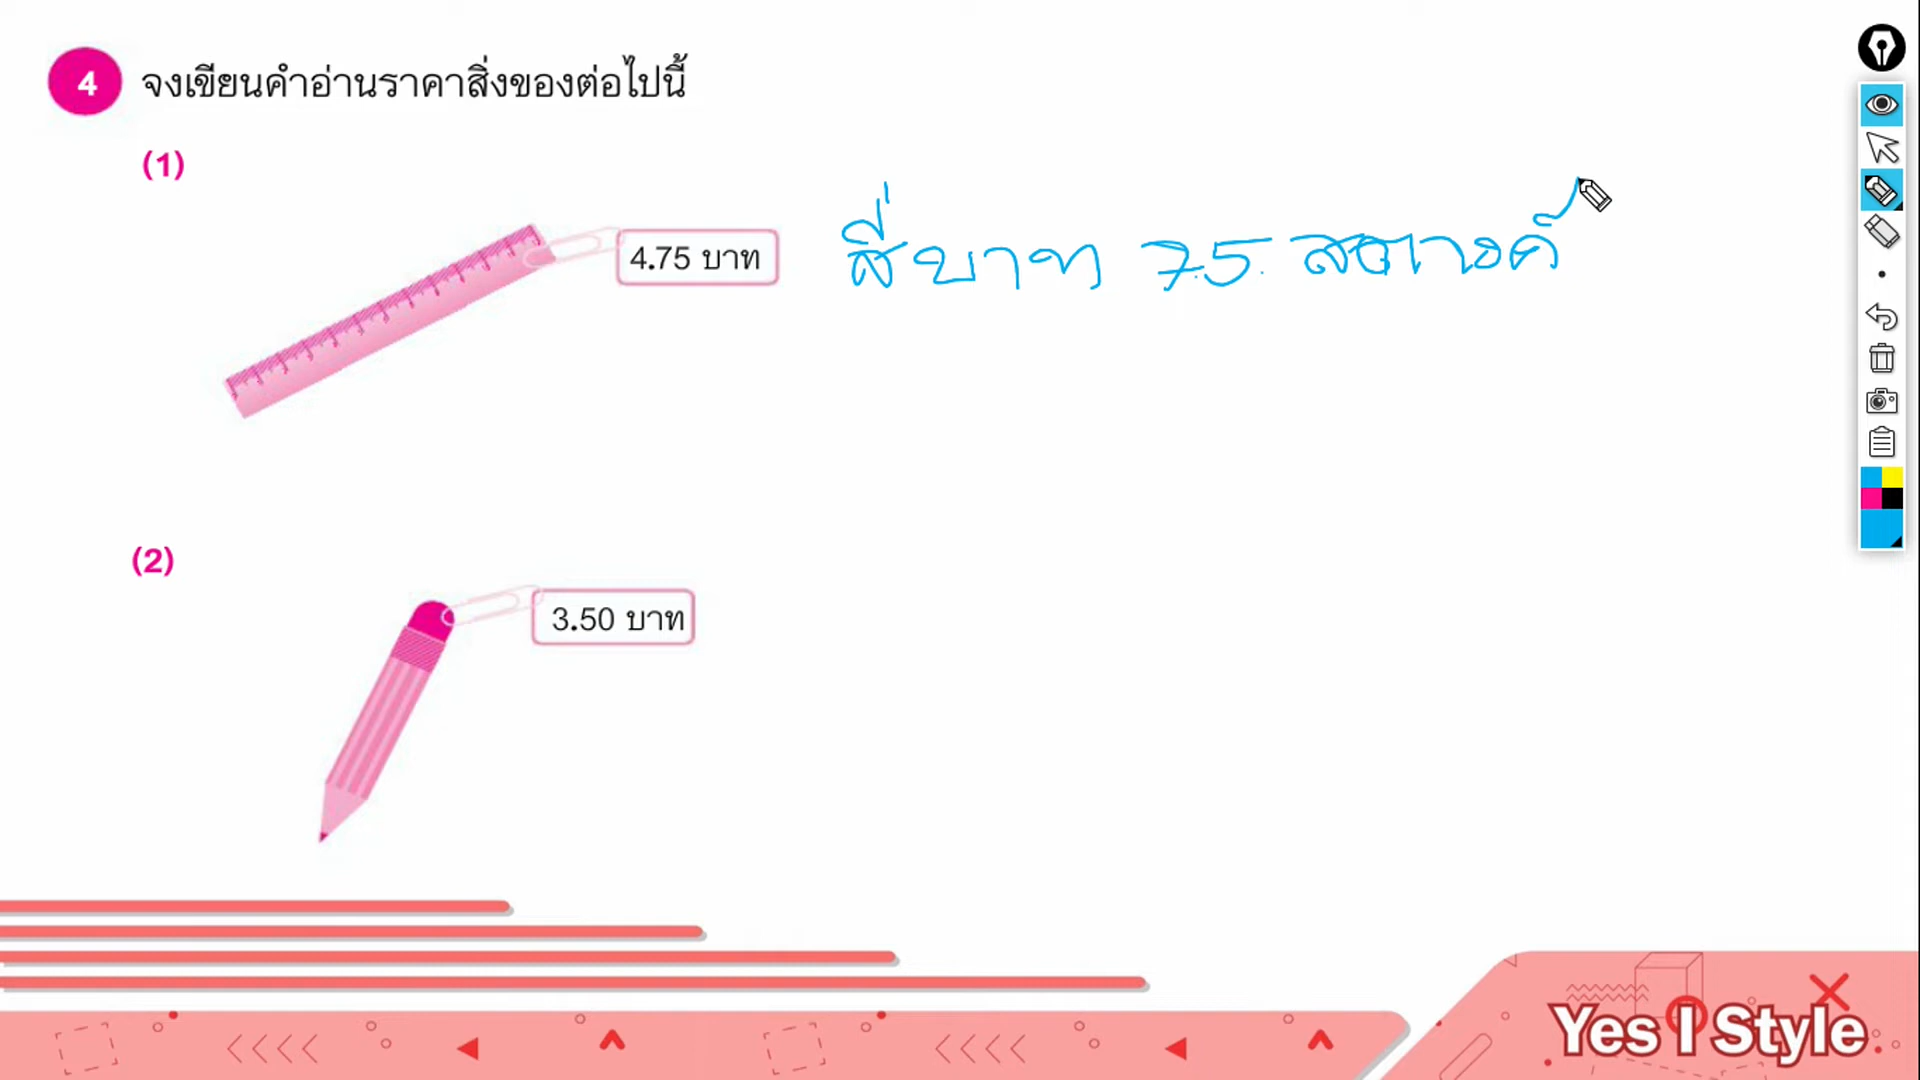 4 จงเขียนคำอ่านราคาสิ่งของต่อไปนี้
(1)
4.75 บาท
สี่บาท 75 สตางค์
(2)
3.50 บาท
Yes I Style